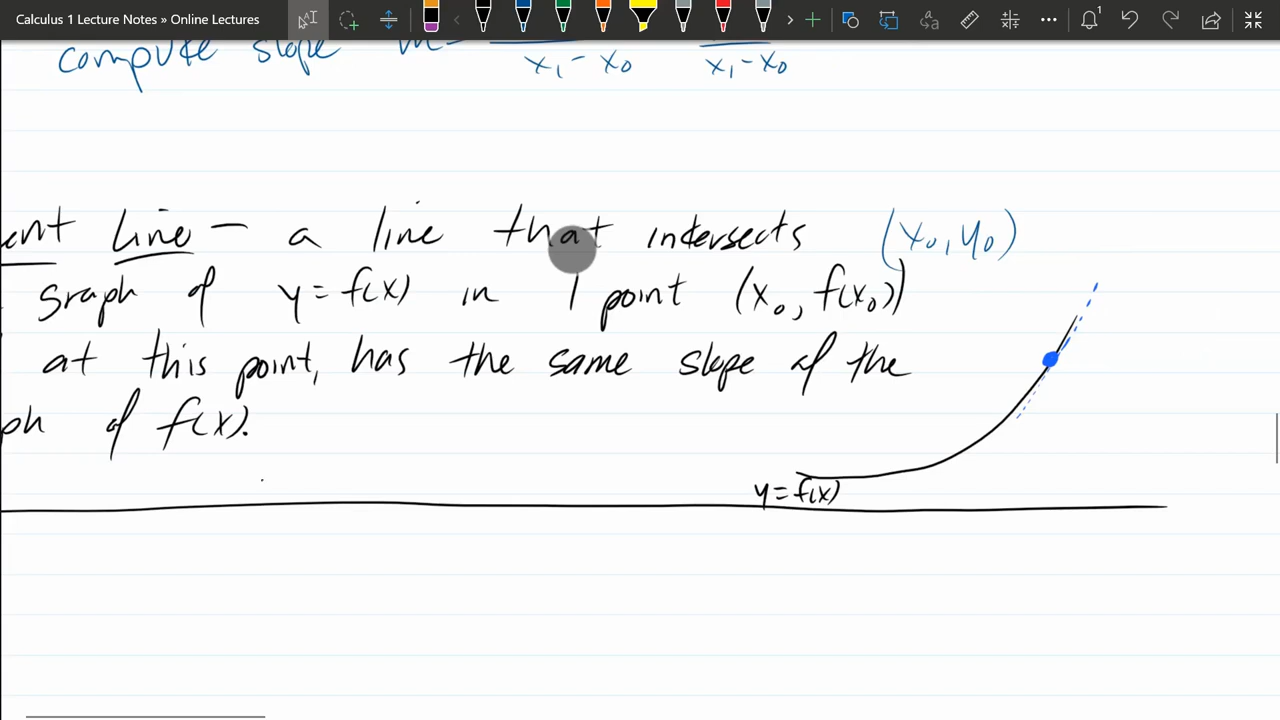 Calculus 1 Lecture Notes » Online Lectures
compute slope m =
x₁ - x₀ x₁ - x₀
ent Line - a line that intersects (x₀, y₀)
graph of y = f(x) in 1 point (x₀, f(x₀))
at this point, has the same slope of the
ph of f(x).
y = f(x)